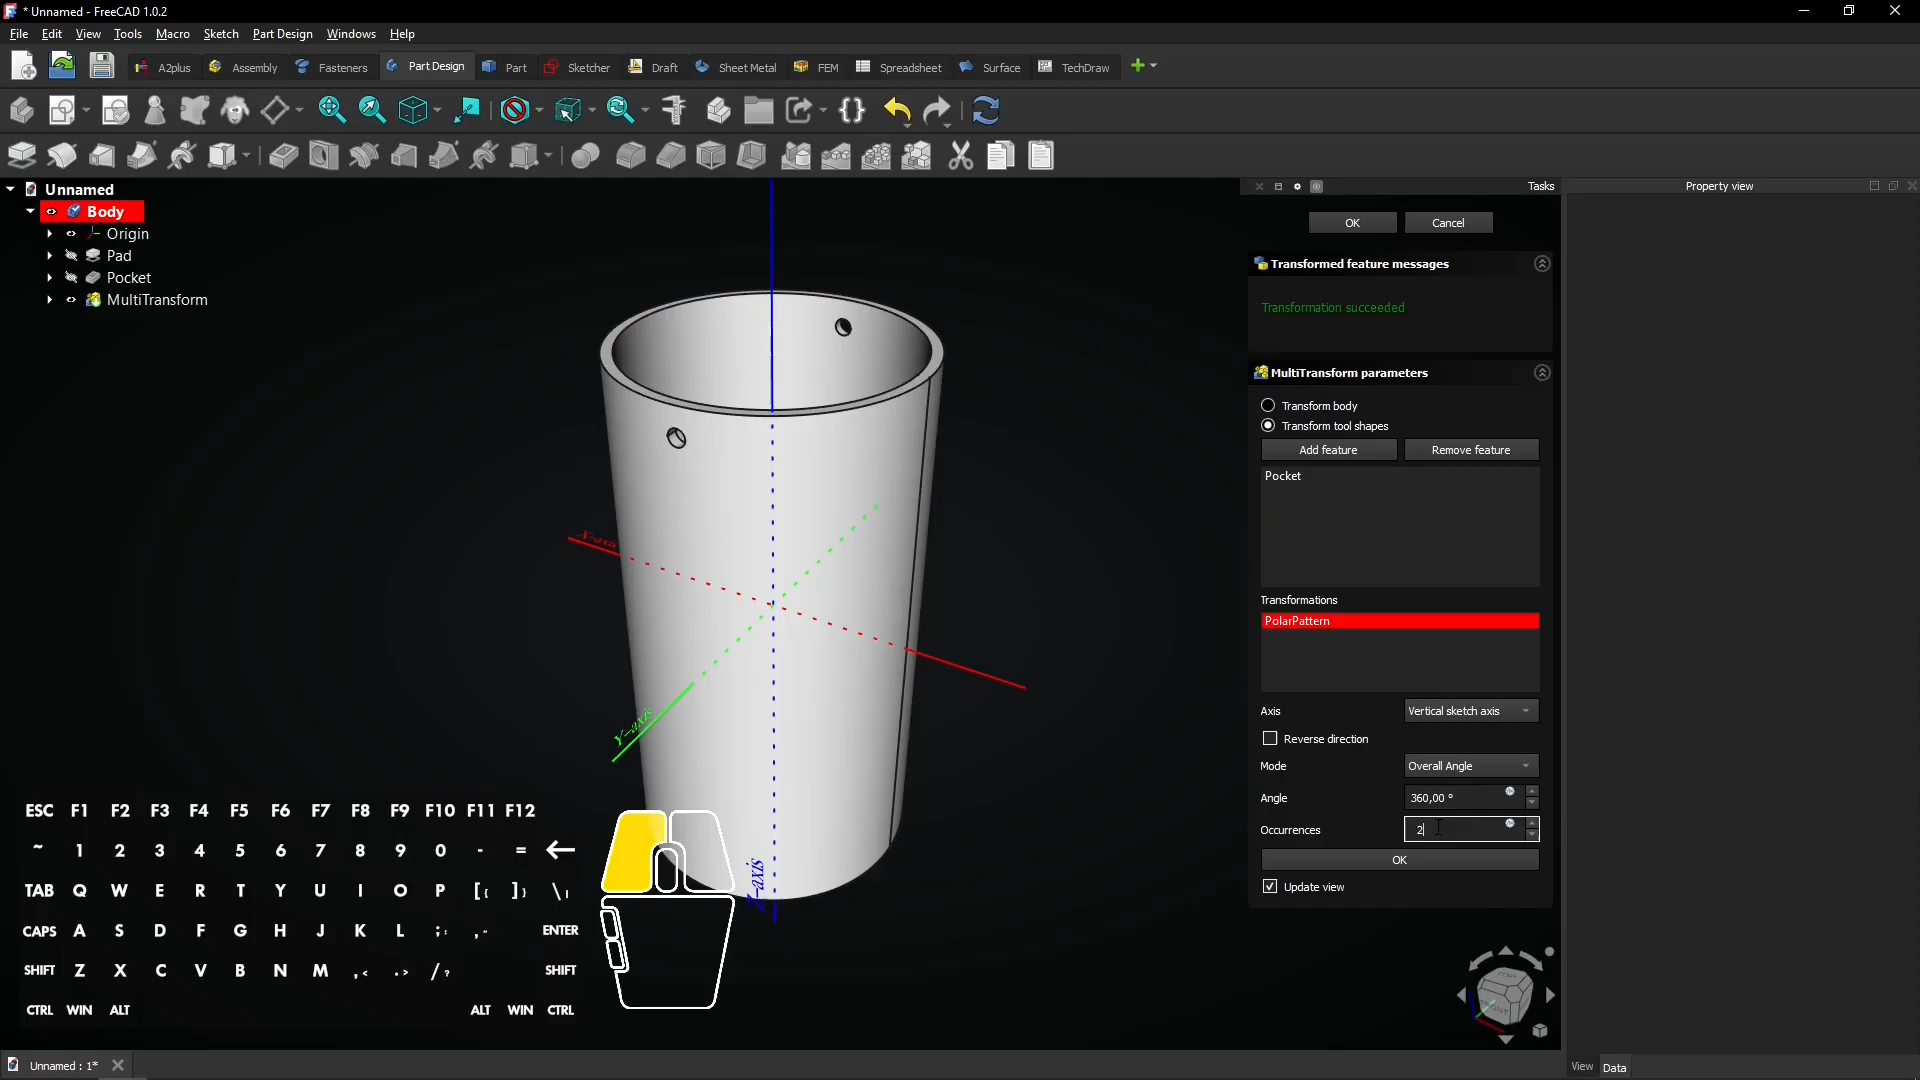 * Unnamed - FreeCAD 1.0.2
File Edit View Tools Macro Sketch Part Design Windows Help
A2plus Assembly Fasteners Part Design Part Sketcher Draft Sheet Metal FEM Spreadsheet Surface TechDraw
Unnamed
Body
Origin
Pad
Pocket
MultiTransform
X-axis
Y-axis
Z-axis
Tasks
OK Cancel
Transformed feature messages
Transformation succeeded
MultiTransform parameters
Transform body
Transform tool shapes
Add feature Remove feature
Pocket
Transformations
PolarPattern
Axis Vertical sketch axis
Reverse direction
Mode Overall Angle
Angle 360,00 °
Occurrences 2
OK
Update view
Property view
ESC F1 F2 F3 F4 F5 F6 F7 F8 F9 F10 F11 F12
~ 1 2 3 4 5 6 7 8 9 0 - = ←
TAB Q W E R T Y U I O P [{ ]} \|
CAPS A S D F G H J K L ;: ," ENTER
SHIFT Z X C V B N M ,< .> /? SHIFT
CTRL WIN ALT ALT WIN CTRL
TOP
FRONT
Unnamed : 1*
View Data